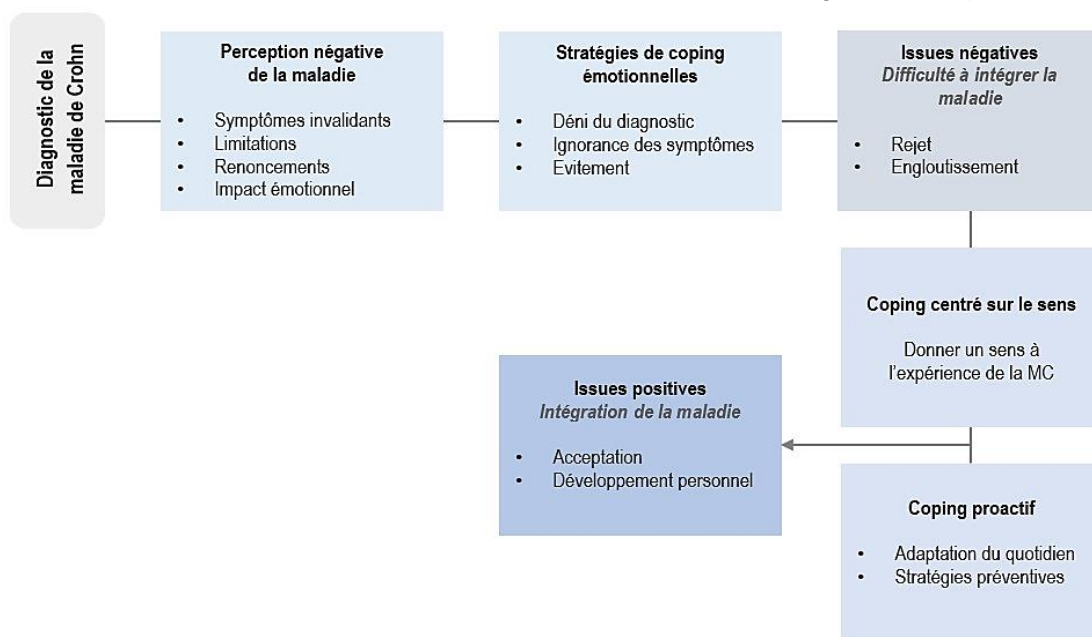 Diagnostic de la
maladie de Crohn
Perception négative
de la maladie
• Symptômes invalidants
• Limitations
• Renoncements
• Impact émotionnel
Stratégies de coping
émotionnelles
• Déni du diagnostic
• Ignorance des symptômes
• Evitement
Issues négatives
Difficulté à intégrer la
maladie
• Rejet
• Engloutissement
Coping centré sur le sens
Donner un sens à
l'expérience de la MC
Issues positives
Intégration de la maladie
• Acceptation
• Développement personnel
Coping proactif
• Adaptation du quotidien
• Stratégies préventives